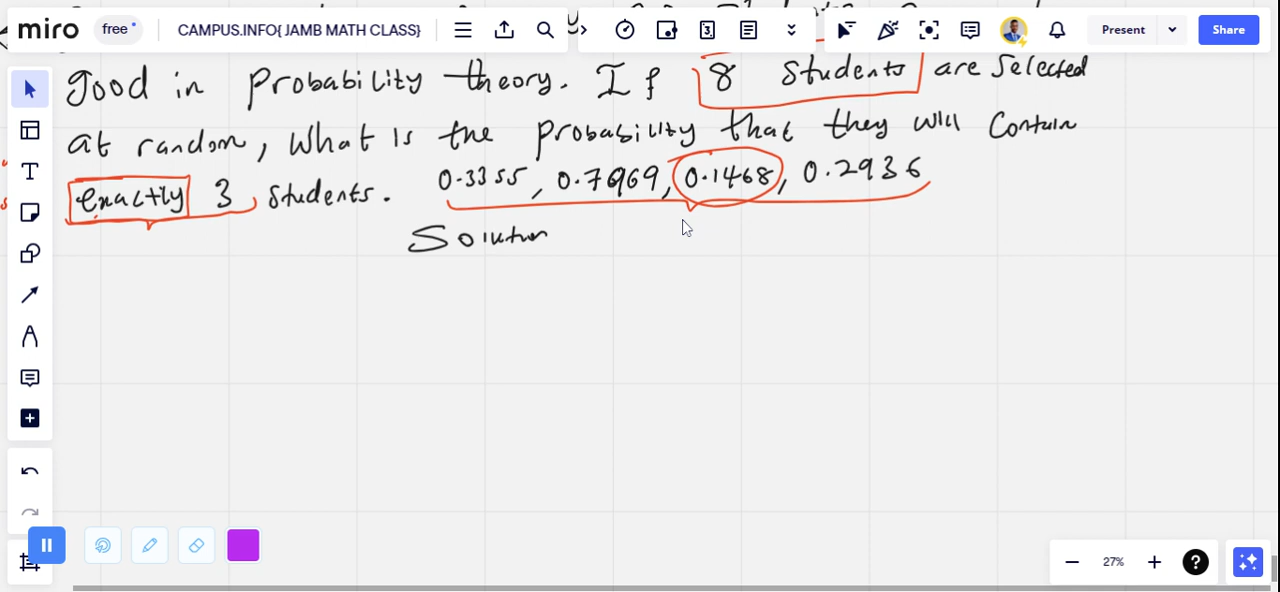 miro free CAMPUS.INFO{ JAMB MATH CLASS} 3 Present Share
good in probability theory. If 8 students are selected
at random, what is the probability that they will contain
exactly 3 students. 0.3355, 0.7969, 0.1468, 0.2936
Solution
27% ?